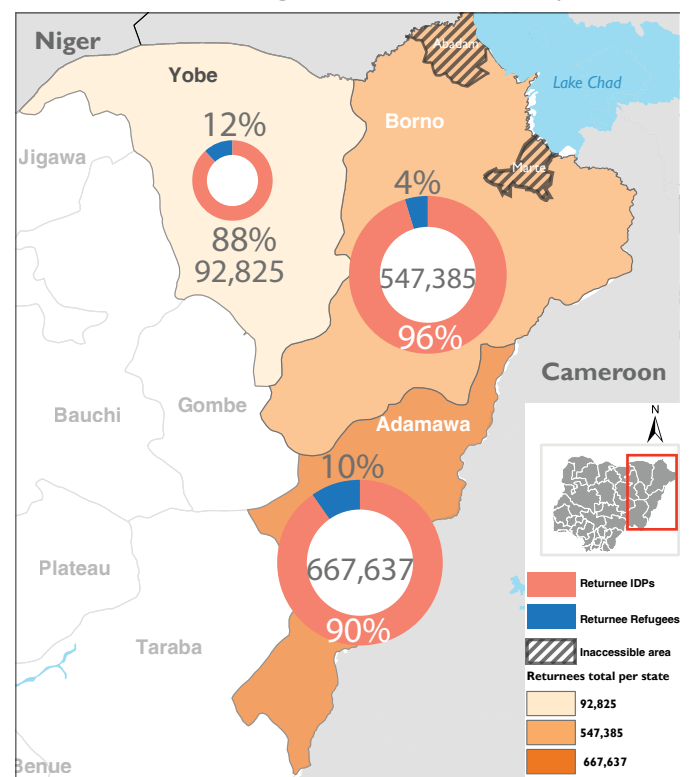 Niger
Yobe
Abadam
Lake Chad
Borno
12%
Jigawa
Marte
4%
88%
92,825
547,385
96%
Cameroon
Gombe
Bauchi
Adamawa
N
10%
667,637
Plateau
90%
Taraba
Benue
Returnee IDPs
Returnee Refugees
Inaccessible area
Returnees total per state
92,825
547,385
667,637